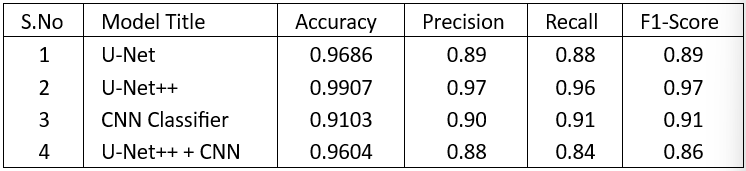 S.No Model Title Accuracy Precision Recall F1-Score
1 U-Net 0.9686 0.89 0.88 0.89
2 U-Net++ 0.9907 0.97 0.96 0.97
3 CNN Classifier 0.9103 0.90 0.91 0.91
4 U-Net++ + CNN 0.9604 0.88 0.84 0.86